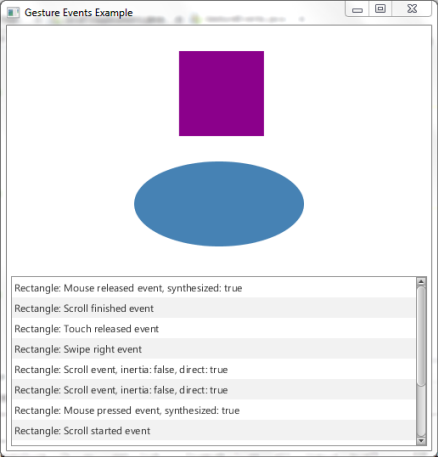 Gesture Events Example
Rectangle: Mouse released event, synthesized: true
Rectangle: Scroll finished event
Rectangle: Touch released event
Rectangle: Swipe right event
Rectangle: Scroll event, inertia: false, direct: true
Rectangle: Scroll event, inertia: false, direct: true
Rectangle: Mouse pressed event, synthesized: true
Rectangle: Scroll started event